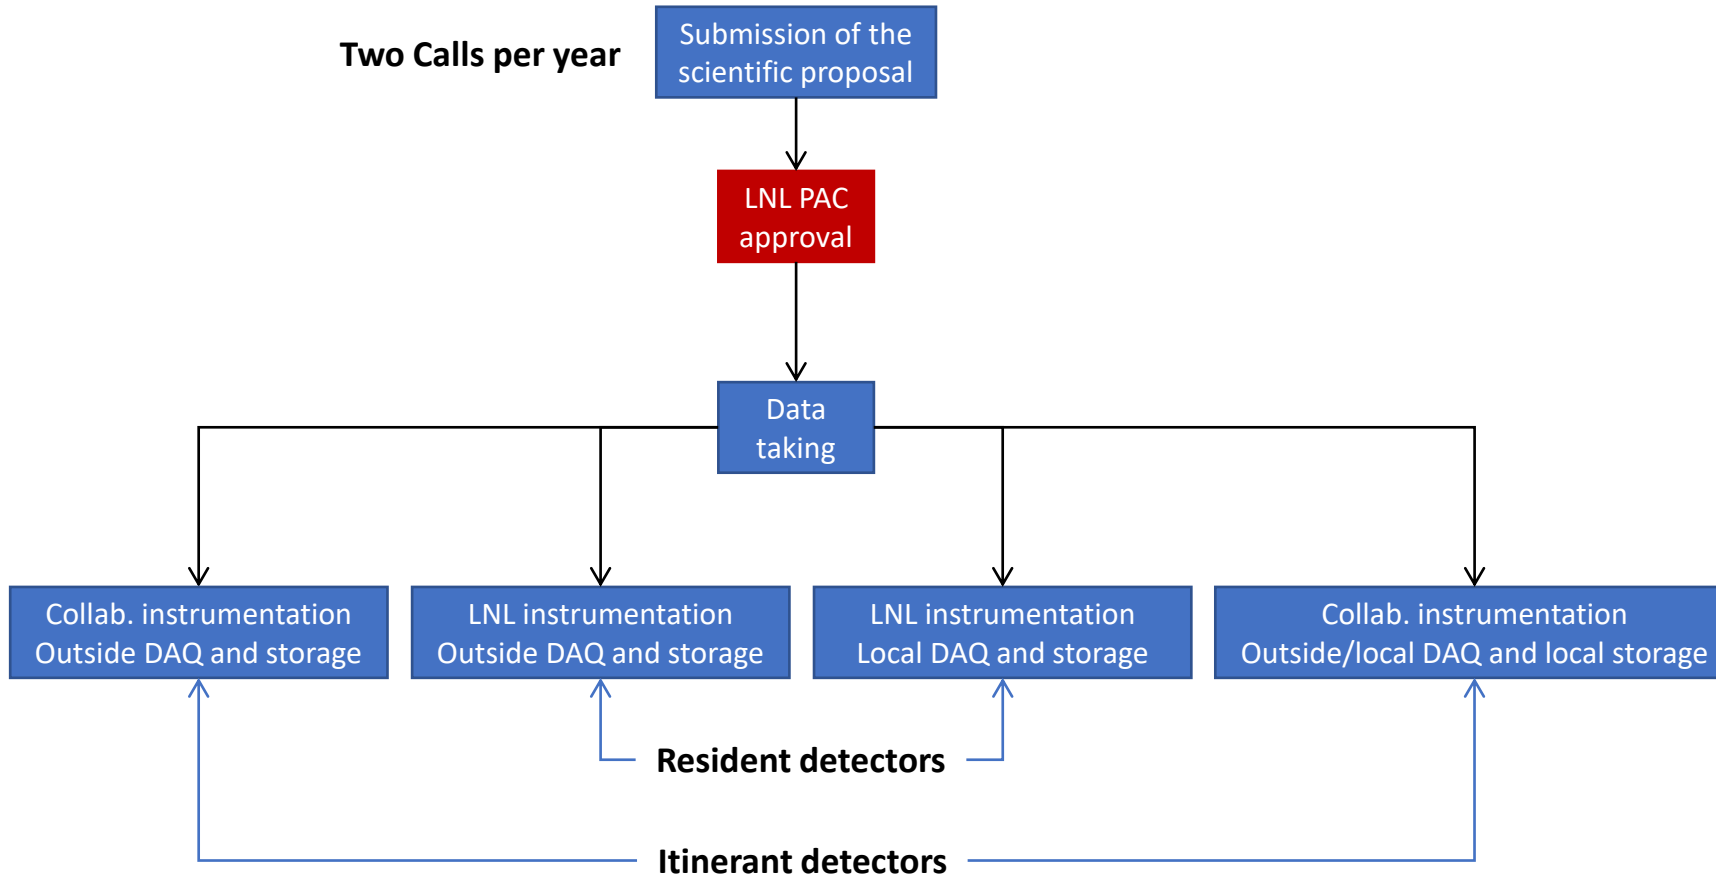 Two Calls per year
Submission of the
scientific proposal
LNL PAC
approval
Data
taking
Collab. instrumentation
Outside DAQ and storage
LNL instrumentation
Outside DAQ and storage
LNL instrumentation
Local DAQ and storage
Collab. instrumentation
Outside/local DAQ and local storage
Resident detectors
Itinerant detectors